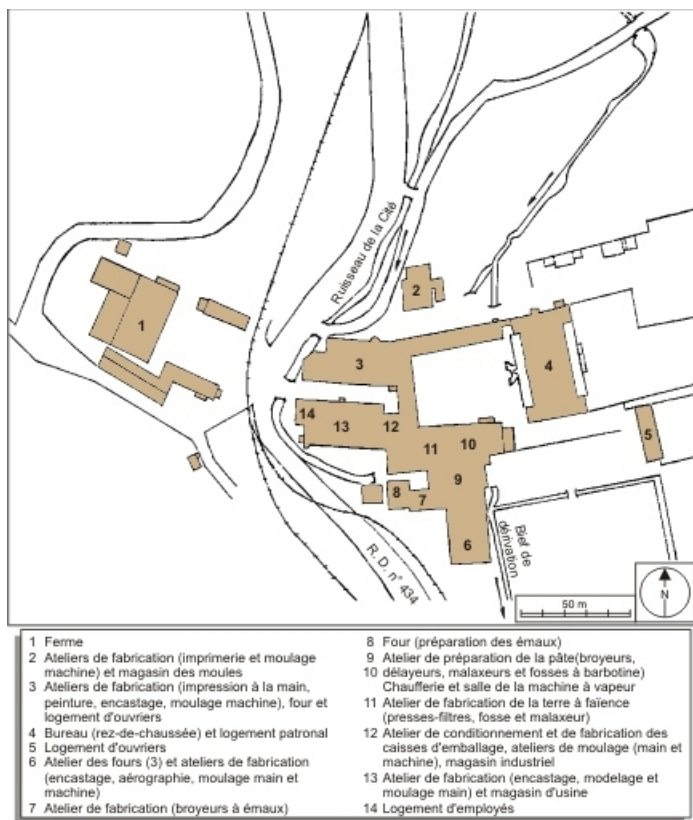 Ruisseau de la Cité
1
2
3
4
14
13
12
11
10
5
9
8
7
6
R. D. n° 434
Bief de
dérivation
N
50 m
1 Ferme
2 Ateliers de fabrication (imprimerie et moulage
machine) et magasin des moules
3 Ateliers de fabrication (impression à la main,
peinture, encastage, moulage machine), four et
logement d'ouvriers
4 Bureau (rez-de-chaussée) et logement patronal
5 Logement d'ouvriers
6 Atelier des fours (3) et ateliers de fabrication
(encastage, aérographie, moulage main et
machine)
7 Atelier de fabrication (broyeurs à émaux)
8 Four (préparation des émaux)
9 Atelier de préparation de la pâte(broyeurs,
10 délayeurs, malaxeurs et fosses à barbotine)
Chaufferie et salle de la machine à vapeur
11 Atelier de fabrication de la terre à faïence
(presses-filtres, fosse et malaxeur)
12 Atelier de conditionnement et de fabrication des
caisses d'emballage, ateliers de moulage (main et
machine), magasin industriel
13 Atelier de fabrication (encastage, modelage et
moulage main) et magasin d'usine
14 Logement d'employés